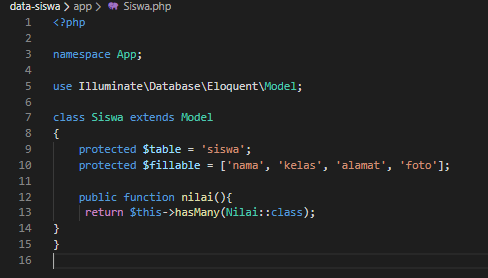 data-siswa > app > Siswa.php
1 <?php
2
3 namespace App;
4
5 use Illuminate\Database\Eloquent\Model;
6
7 class Siswa extends Model
8 {
9 protected $table = 'siswa';
10 protected $fillable = ['nama', 'kelas', 'alamat', 'foto'];
11
12 public function nilai(){
13 return $this->hasMany(Nilai::class);
14 }
15 }
16